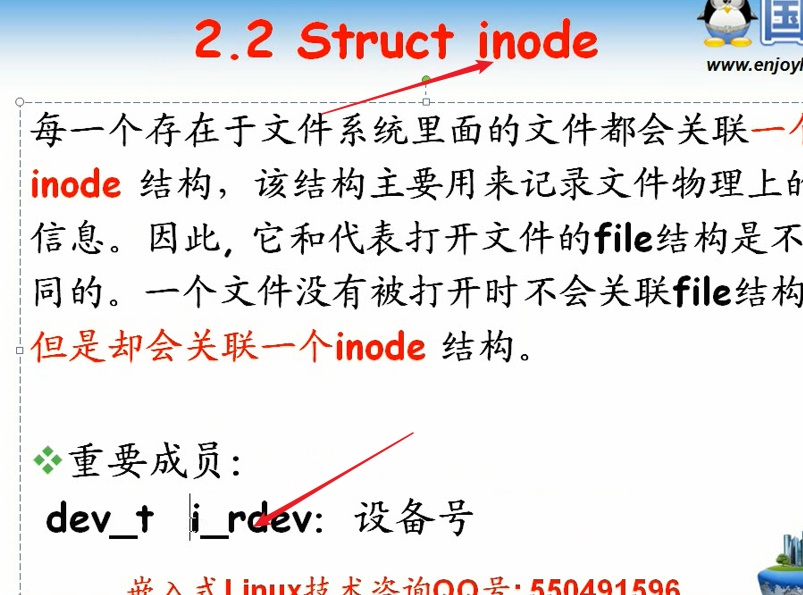 2.2 Struct inode
www.enjoy
每一个存在于文件系统里面的文件都会关联一个
inode 结构，该结构主要用来记录文件物理上的
信息。因此, 它和代表打开文件的file结构是不
同的。一个文件没有被打开时不会关联file结构
但是却会关联一个inode 结构。
重要成员：
dev_t i_rdev：设备号
嵌入式Linux技术咨询QQ号: 550491596